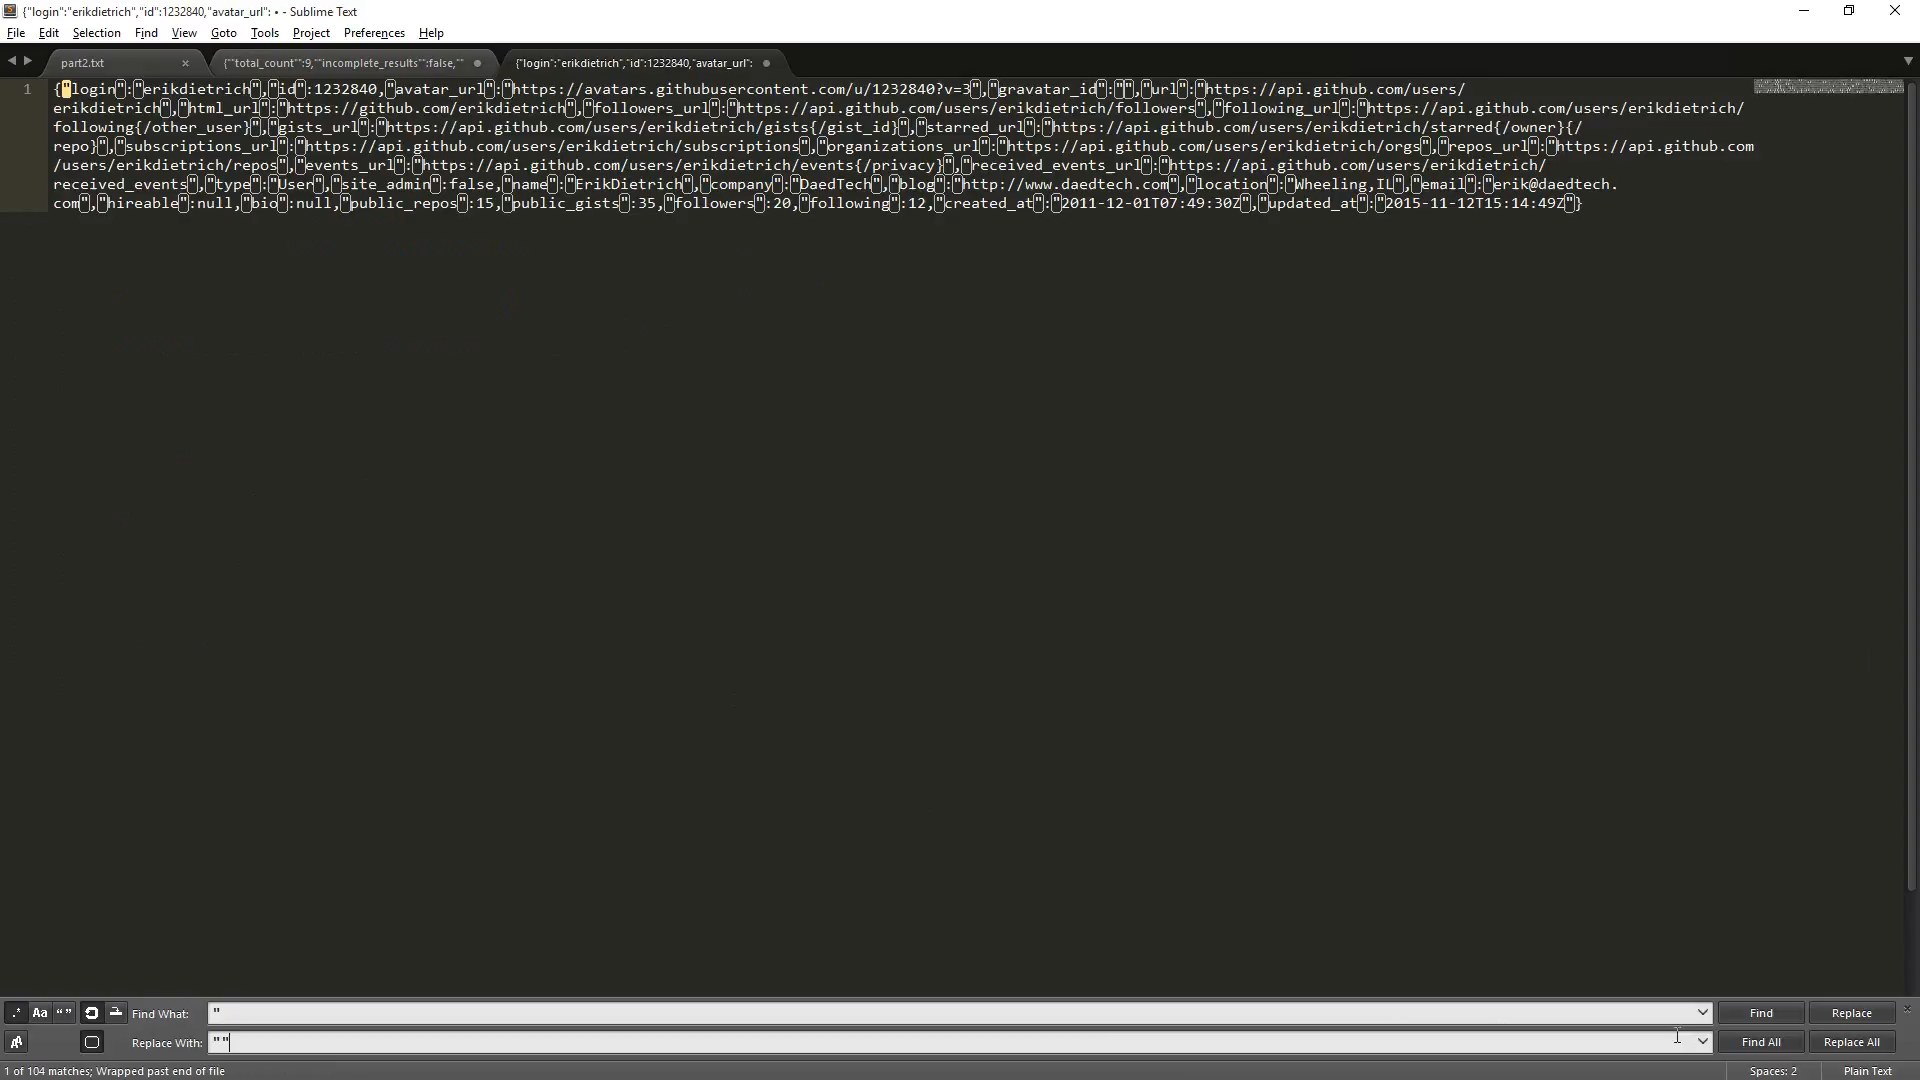 {"login":"erikdietrich","id":1232840,"avatar_url": • - Sublime Text
File Edit Selection Find View Goto Tools Project Preferences Help
part2.txt × {""total_count"":9,""incomplete_results"":false,"" {"login":"erikdietrich","id":1232840,"avatar_url":
1 {"login":"erikdietrich","id":1232840,"avatar_url":"https://avatars.githubusercontent.com/u/1232840?v=3","gravatar_id":"","url":"https://api.github.com/users/
erikdietrich","html_url":"https://github.com/erikdietrich","followers_url":"https://api.github.com/users/erikdietrich/followers","following_url":"https://api.github.com/users/erikdietrich/
following{/other_user}","gists_url":"https://api.github.com/users/erikdietrich/gists{/gist_id}","starred_url":"https://api.github.com/users/erikdietrich/starred{/owner}{/
repo}","subscriptions_url":"https://api.github.com/users/erikdietrich/subscriptions","organizations_url":"https://api.github.com/users/erikdietrich/orgs","repos_url":"https://api.github.com
/users/erikdietrich/repos","events_url":"https://api.github.com/users/erikdietrich/events{/privacy}","received_events_url":"https://api.github.com/users/erikdietrich/
received_events","type":"User","site_admin":false,"name":"ErikDietrich","company":"DaedTech","blog":"http://www.daedtech.com","location":"Wheeling,IL","email":"erik@daedtech.
com","hireable":null,"bio":null,"public_repos":15,"public_gists":35,"followers":20,"following":12,"created_at":"2011-12-01T07:49:30Z","updated_at":"2015-11-12T15:14:49Z"}
.* Aa “ ” Find What: " Find Replace
Replace With: "" Find All Replace All
1 of 104 matches; Wrapped past end of file Spaces: 2 Plain Text